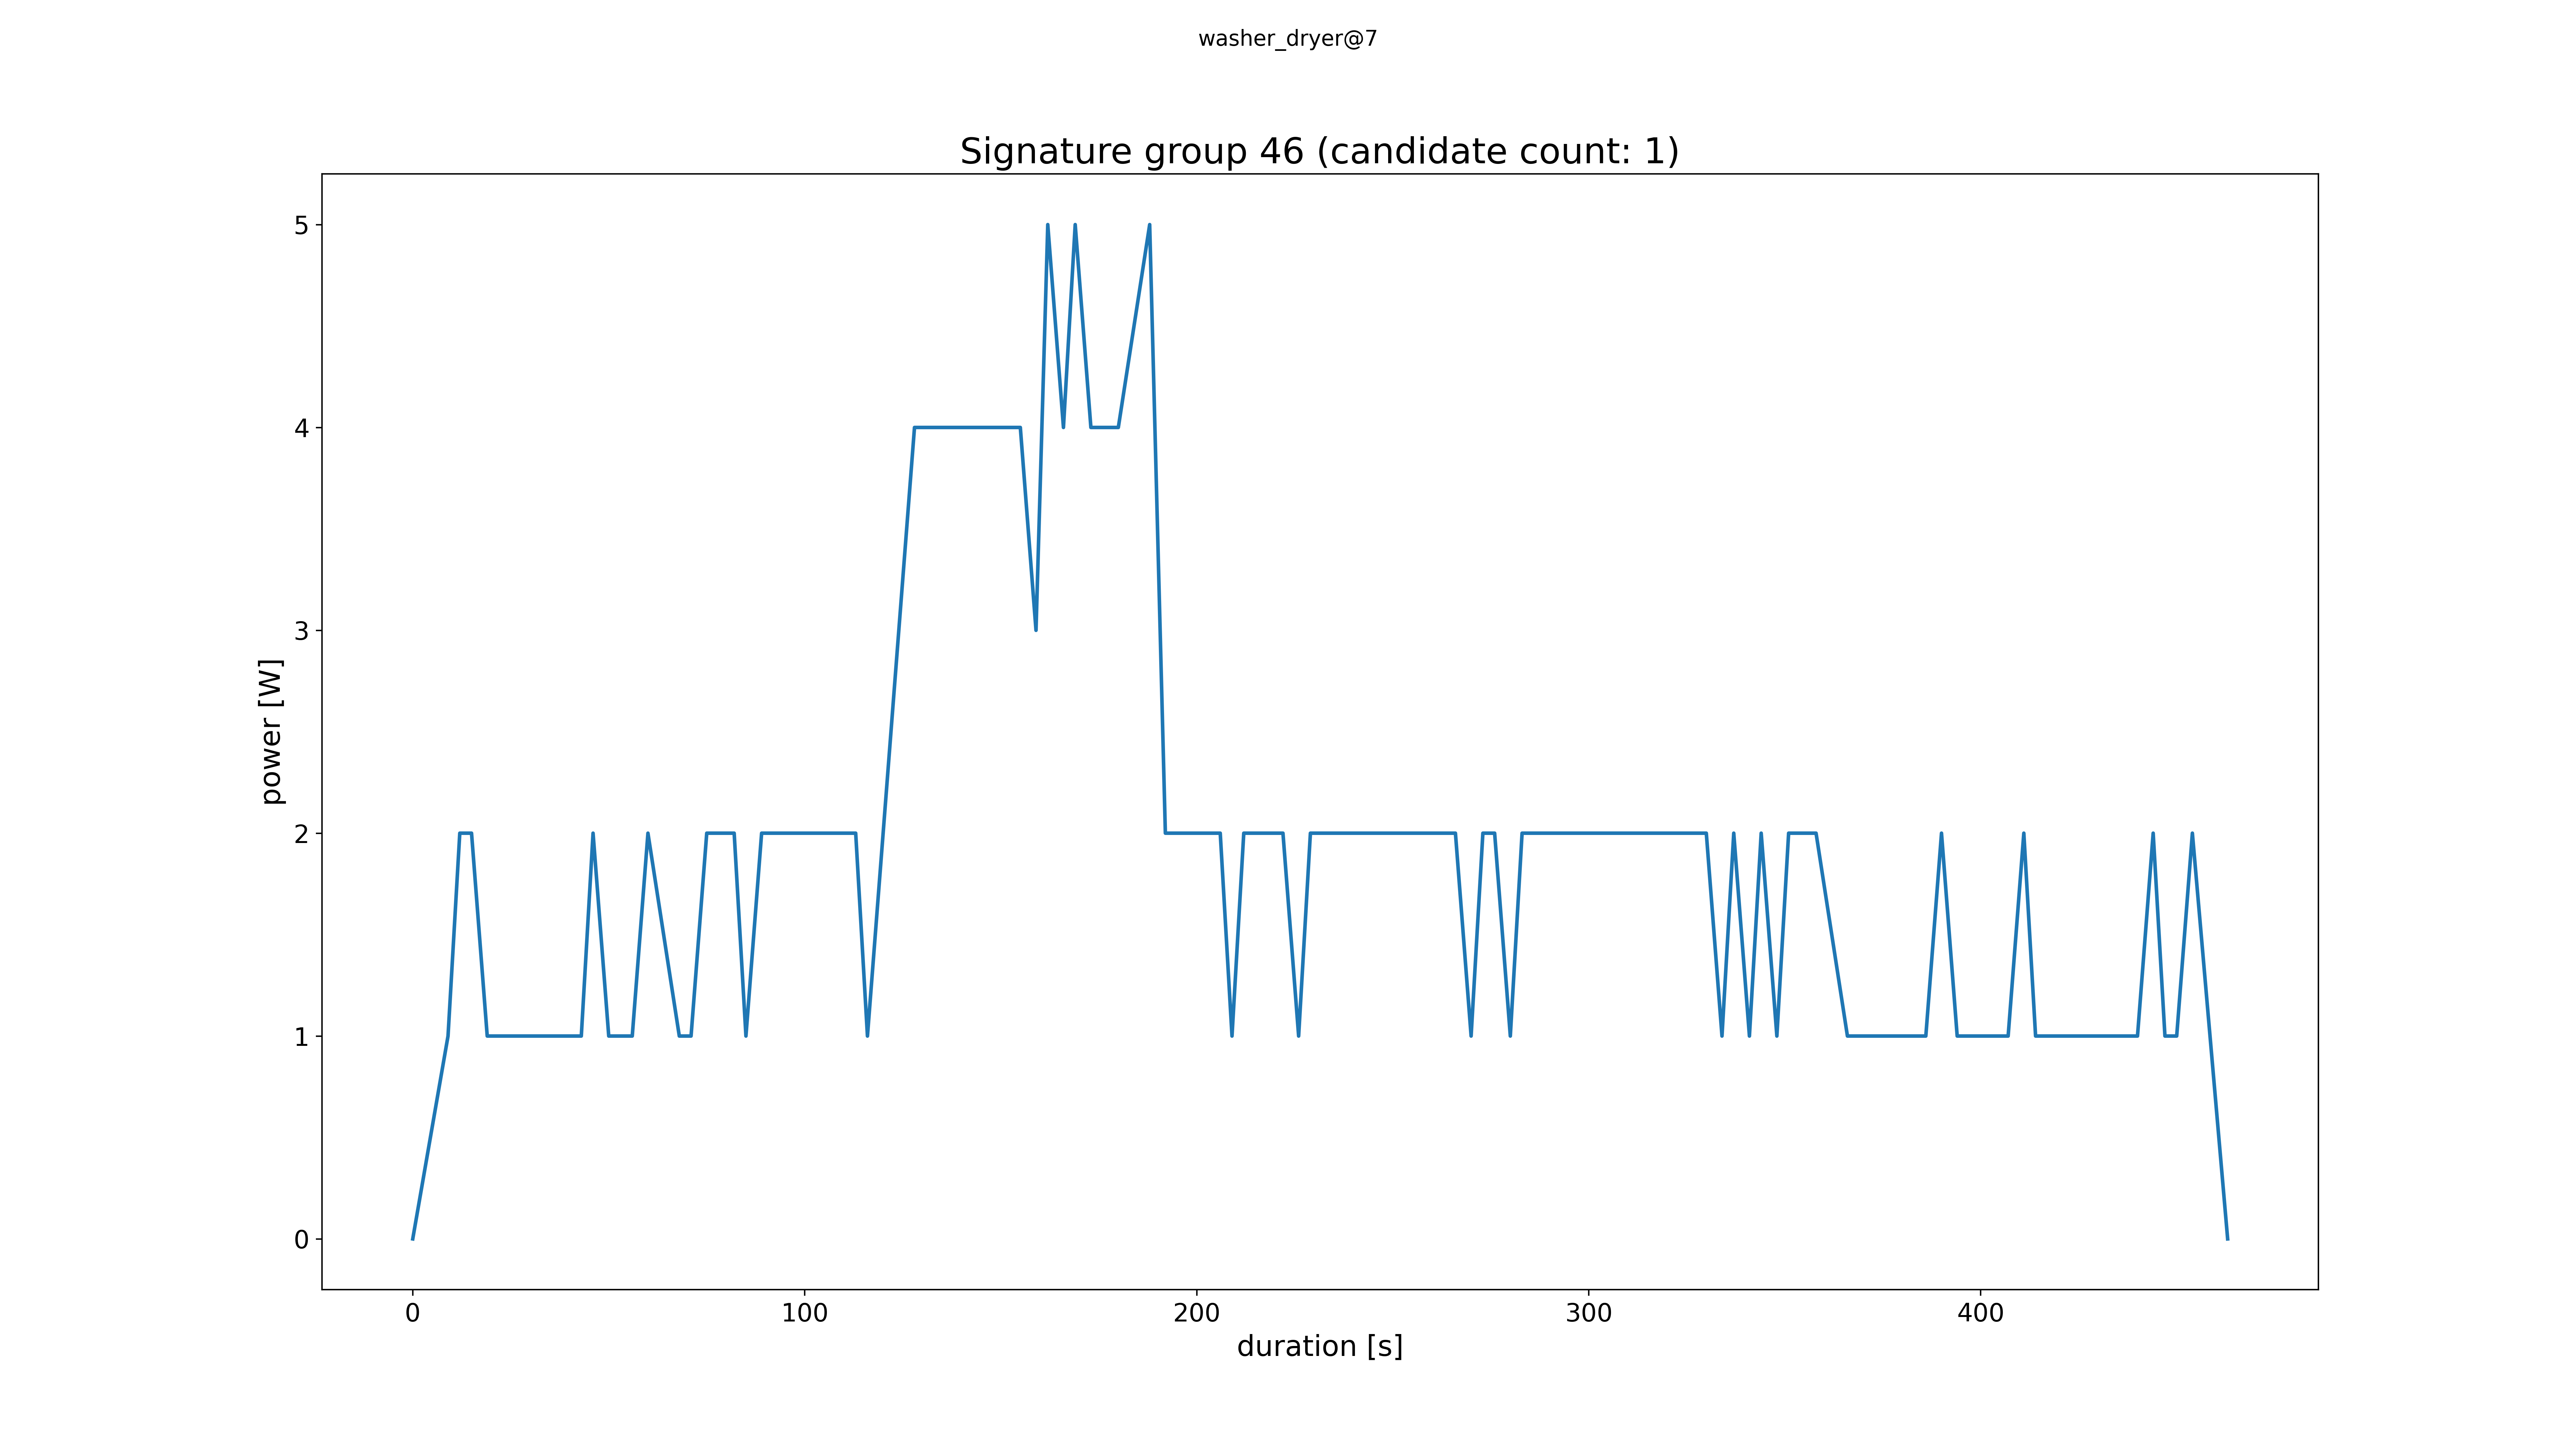 washer_dryer@7
Signature group 46 (candidate count: 1)
5
4
3
2
1
0
power [W]
0 100 200 300 400
duration [s]